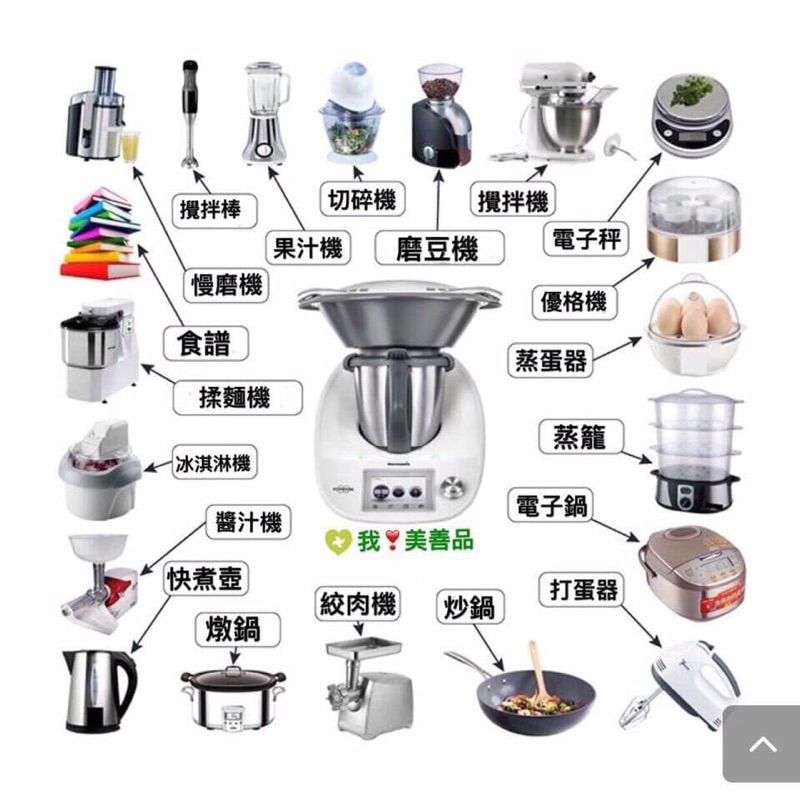 攪拌棒
果汁機
切碎機
磨豆機
攪拌機
電子秤
慢磨機
優格機
食譜
蒸蛋器
揉麵機
蒸籠
冰淇淋機
thermomix
電子鍋
醬汁機
我❣美善品
快煮壺
打蛋器
燉鍋
絞肉機
炒鍋